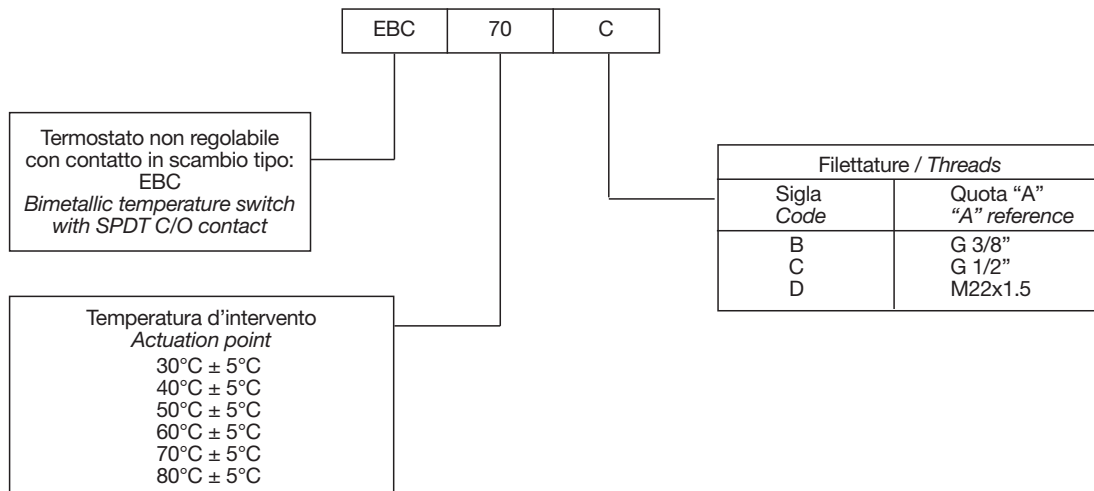 EBC 70 C
Termostato non regolabile
con contatto in scambio tipo:
EBC
Bimetallic temperature switch
with SPDT C/O contact
Filettature / Threads
Sigla Quota “A”
Code “A” reference
B G 3/8”
C G 1/2”
D M22x1.5
Temperatura d’intervento
Actuation point
30°C ± 5°C
40°C ± 5°C
50°C ± 5°C
60°C ± 5°C
70°C ± 5°C
80°C ± 5°C